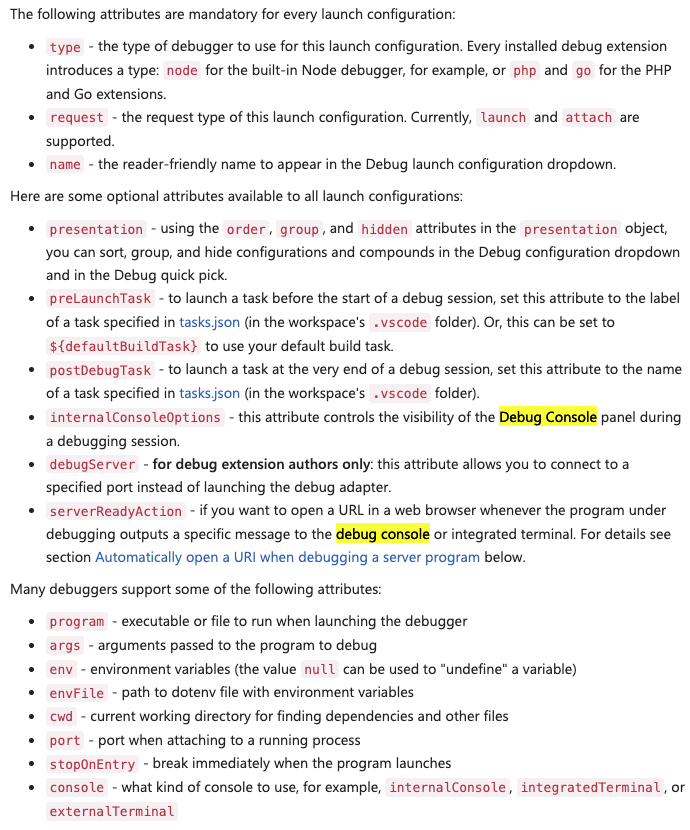 The following attributes are mandatory for every launch configuration:
• type - the type of debugger to use for this launch configuration. Every installed debug extension
introduces a type: node for the built-in Node debugger, for example, or php and go for the PHP
and Go extensions.
• request - the request type of this launch configuration. Currently, launch and attach are
supported.
• name - the reader-friendly name to appear in the Debug launch configuration dropdown.
Here are some optional attributes available to all launch configurations:
• presentation - using the order, group, and hidden attributes in the presentation object,
you can sort, group, and hide configurations and compounds in the Debug configuration dropdown
and in the Debug quick pick.
• preLaunchTask - to launch a task before the start of a debug session, set this attribute to the label
of a task specified in tasks.json (in the workspace's .vscode folder). Or, this can be set to
${defaultBuildTask} to use your default build task.
• postDebugTask - to launch a task at the very end of a debug session, set this attribute to the name
of a task specified in tasks.json (in the workspace's .vscode folder).
• internalConsoleOptions - this attribute controls the visibility of the Debug Console panel during
a debugging session.
• debugServer - for debug extension authors only: this attribute allows you to connect to a
specified port instead of launching the debug adapter.
• serverReadyAction - if you want to open a URL in a web browser whenever the program under
debugging outputs a specific message to the debug console or integrated terminal. For details see
section Automatically open a URI when debugging a server program below.
Many debuggers support some of the following attributes:
• program - executable or file to run when launching the debugger
• args - arguments passed to the program to debug
• env - environment variables (the value null can be used to "undefine" a variable)
• envFile - path to dotenv file with environment variables
• cwd - current working directory for finding dependencies and other files
• port - port when attaching to a running process
• stopOnEntry - break immediately when the program launches
• console - what kind of console to use, for example, internalConsole, integratedTerminal, or
externalTerminal